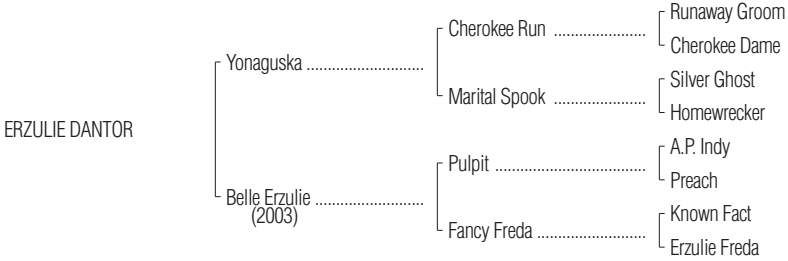 Runaway Groom
Cherokee Run ........................
Cherokee Dame
Yonaguska .............................
Silver Ghost
Marital Spook ........................
Homewrecker
ERZULIE DANTOR
A.P. Indy
Pulpit .......................................
Preach
Belle Erzulie ...........................
(2003)
Known Fact
Fancy Freda ............................
Erzulie Freda